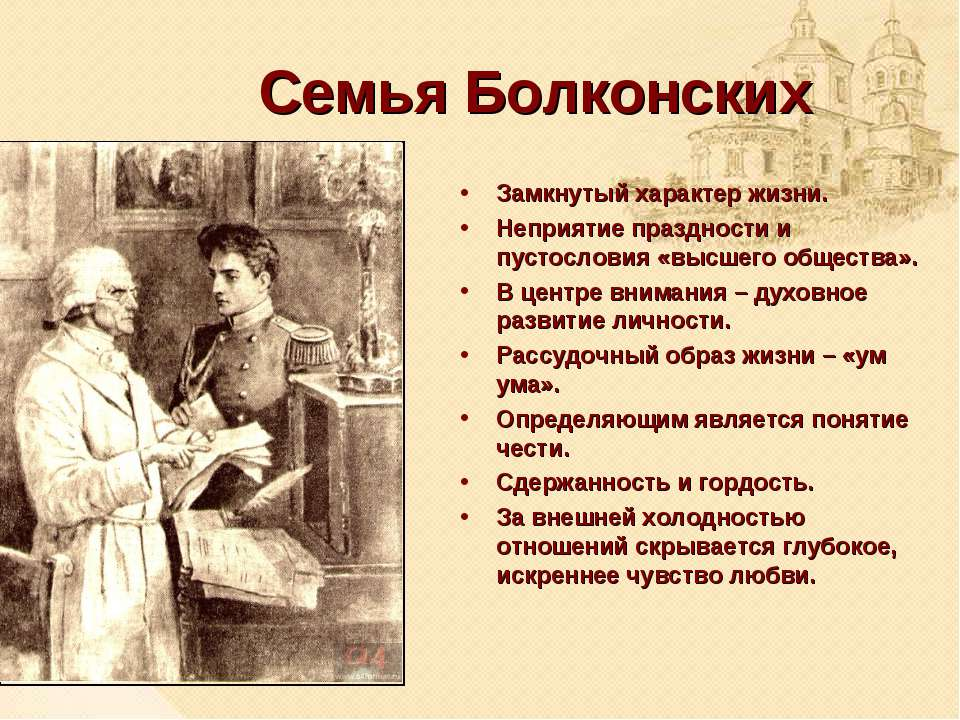 Семья Болконских
• Замкнутый характер жизни.
• Неприятие праздности и
пустословия «высшего общества».
• В центре внимания – духовное
развитие личности.
• Рассудочный образ жизни – «ум
ума».
• Определяющим является понятие
чести.
• Сдержанность и гордость.
• За внешней холодностью
отношений скрывается глубокое,
искреннее чувство любви.